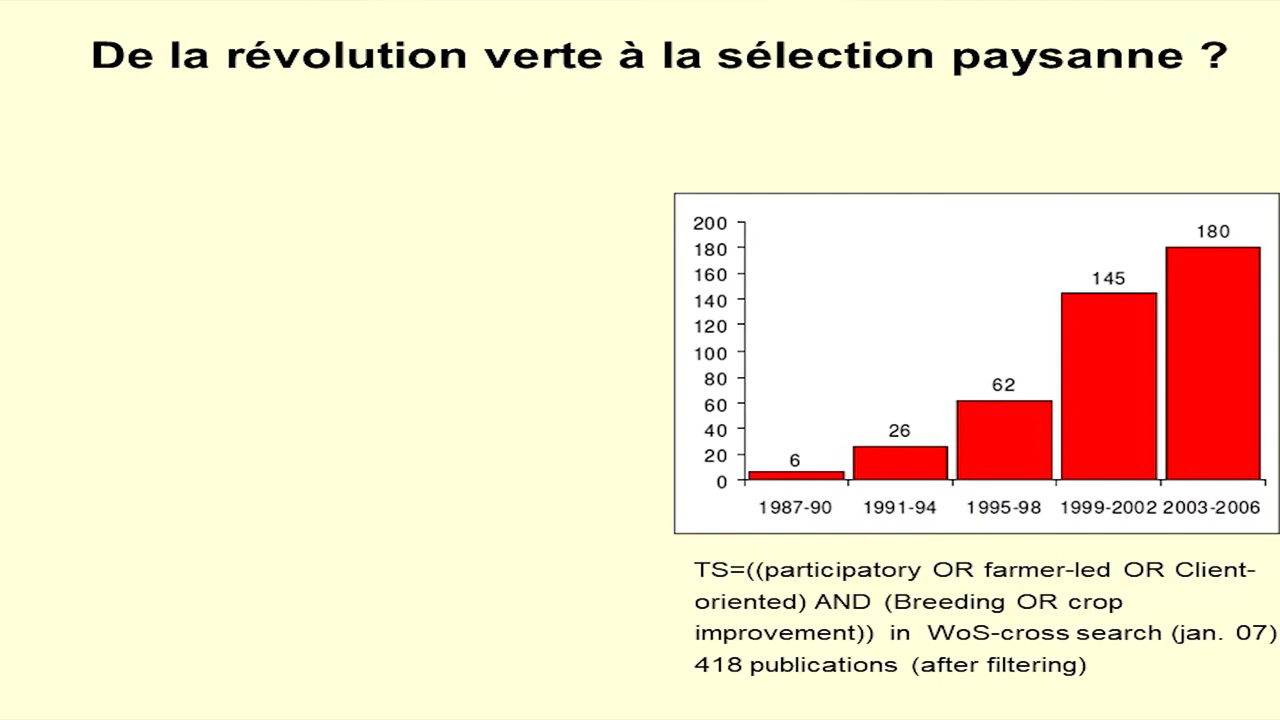 De la révolution verte à la sélection paysanne ?
200
180
160
140
120
100
80
60
40
20
0
6
26
62
145
180
1987-90 1991-94 1995-98 1999-2002 2003-2006
TS=((participatory OR farmer-led OR Client-
oriented) AND (Breeding OR crop
improvement)) in WoS-cross search (jan. 07)
418 publications (after filtering)